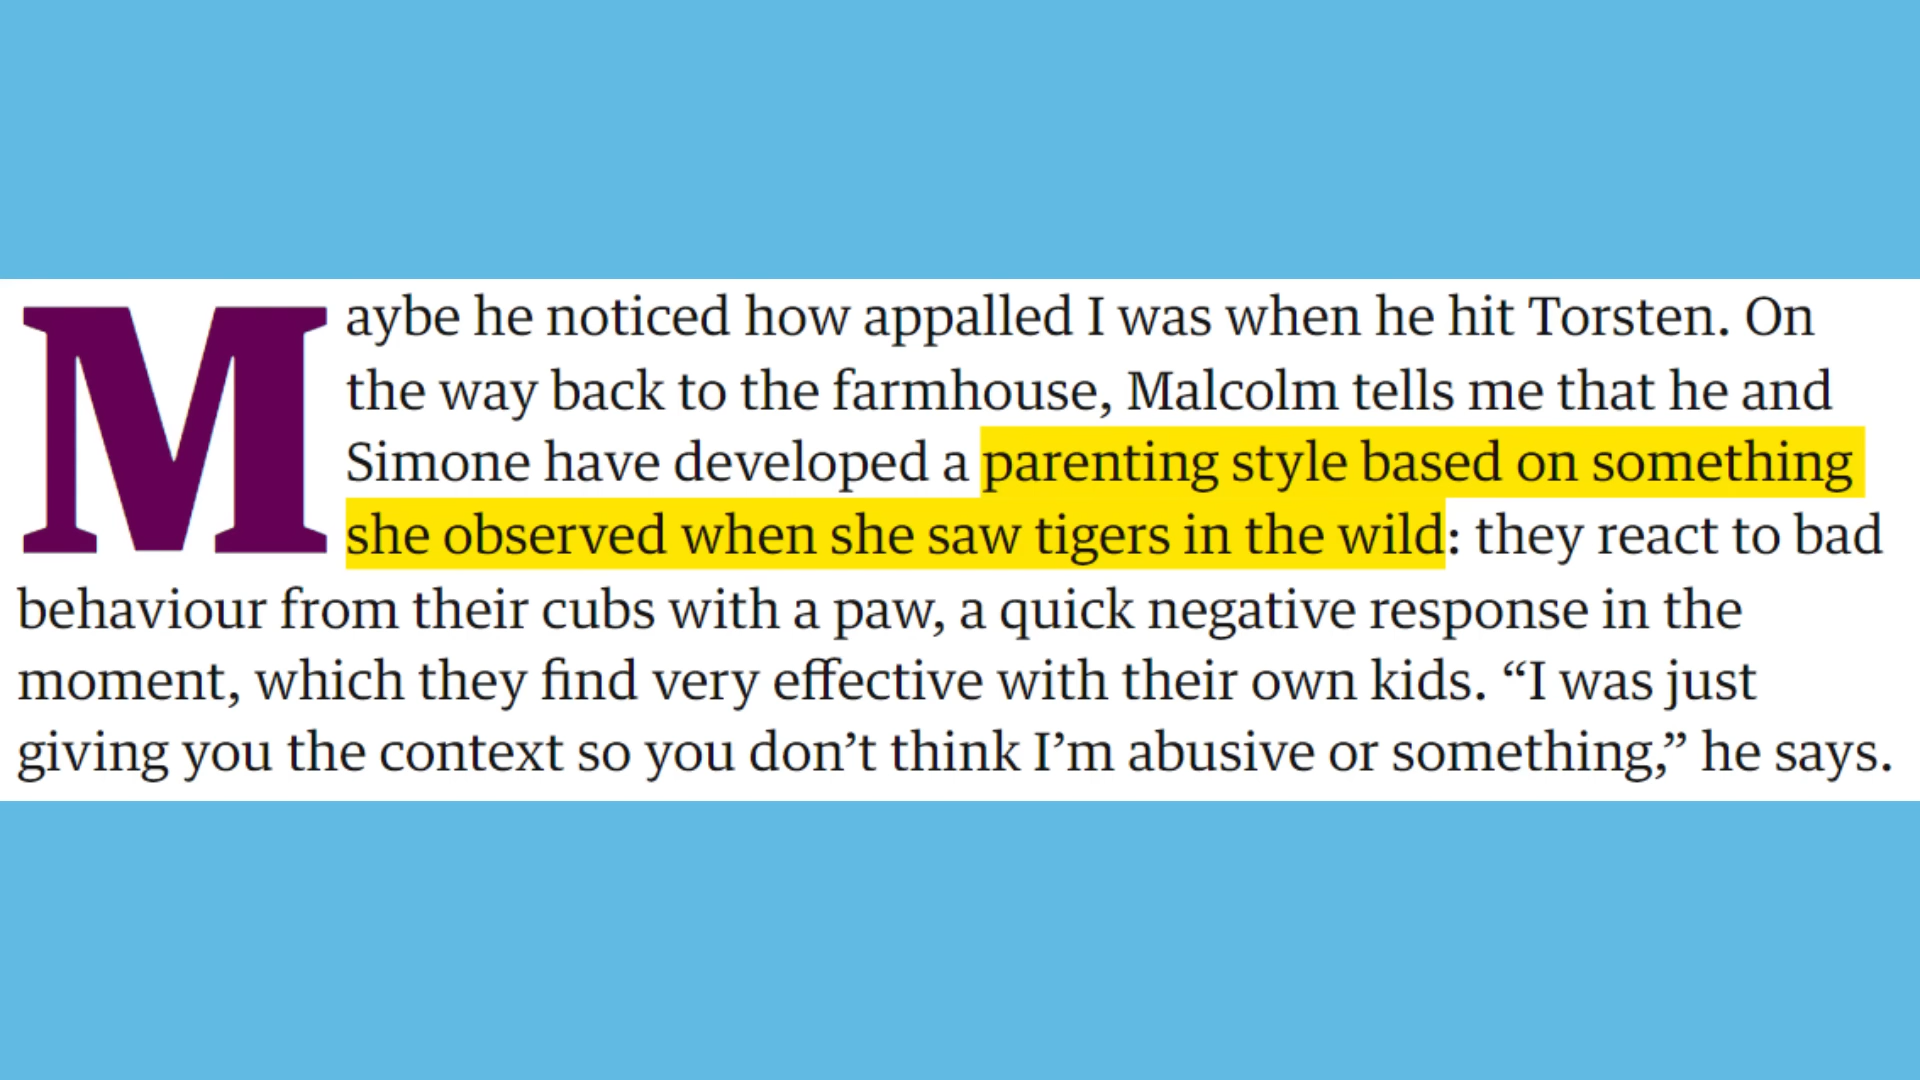 Maybe he noticed how appalled I was when he hit Torsten. On
the way back to the farmhouse, Malcolm tells me that he and
Simone have developed a parenting style based on something
she observed when she saw tigers in the wild: they react to bad
behaviour from their cubs with a paw, a quick negative response in the
moment, which they find very effective with their own kids. “I was just
giving you the context so you don’t think I’m abusive or something,” he says.